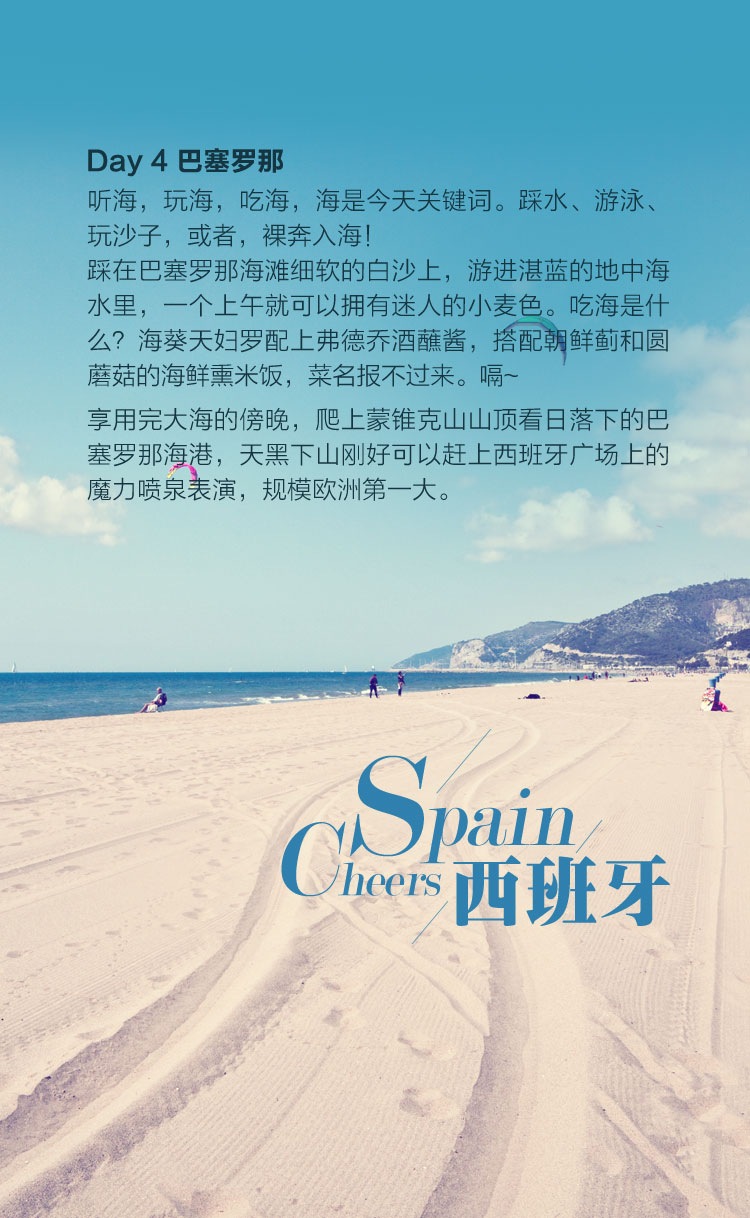 Day 4 巴塞罗那
听海，玩海，吃海，海是今天关键词。踩水、游泳、
玩沙子，或者，裸奔入海！
踩在巴塞罗那海滩细软的白沙上，游进湛蓝的地中海
水里，一个上午就可以拥有迷人的小麦色。吃海是什
么？海葵天妇罗配上弗德乔酒蘸酱，搭配朝鲜蓟和圆
蘑菇的海鲜熏米饭，菜名报不过来。嗝~
享用完大海的傍晚，爬上蒙锥克山山顶看日落下的巴
塞罗那海港，天黑下山刚好可以赶上西班牙广场上的
魔力喷泉表演，规模欧洲第一大。
Spain
Cheers 西班牙